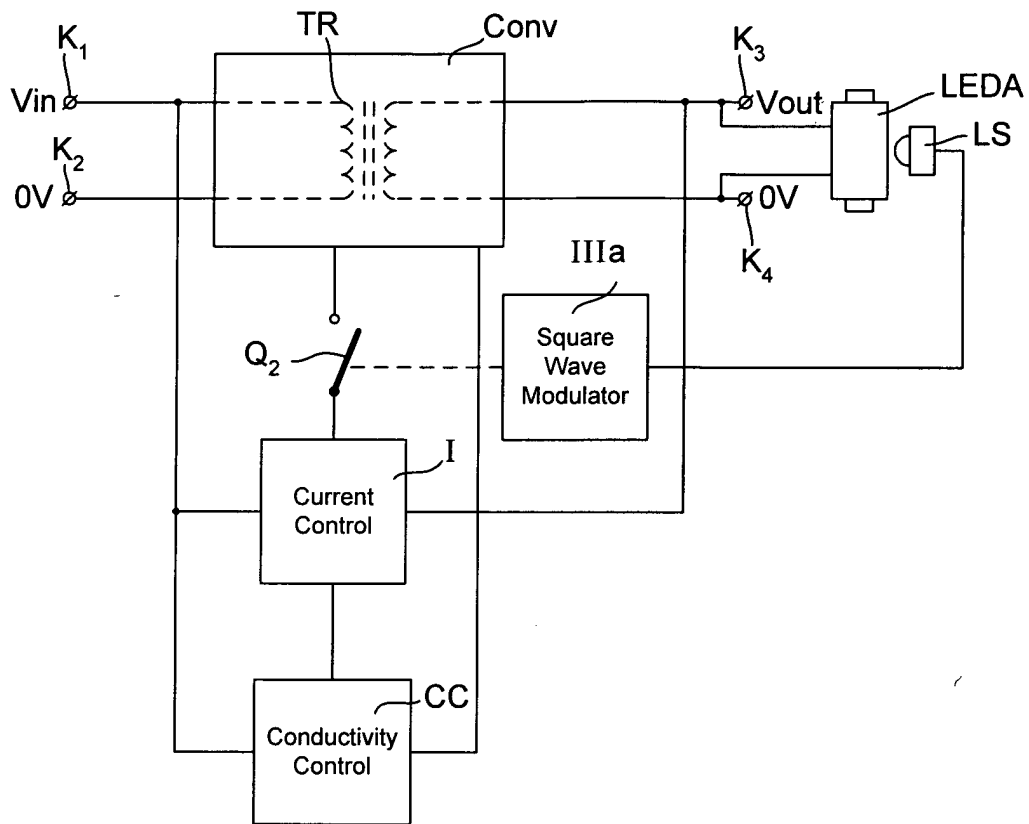 TR
Conv
K1
K3
Vin
Vout
LEDA
LS
K2
0V
0V
K4
IIIa
Square
Wave
Modulator
Q2
I
Current
Control
CC
Conductivity
Control